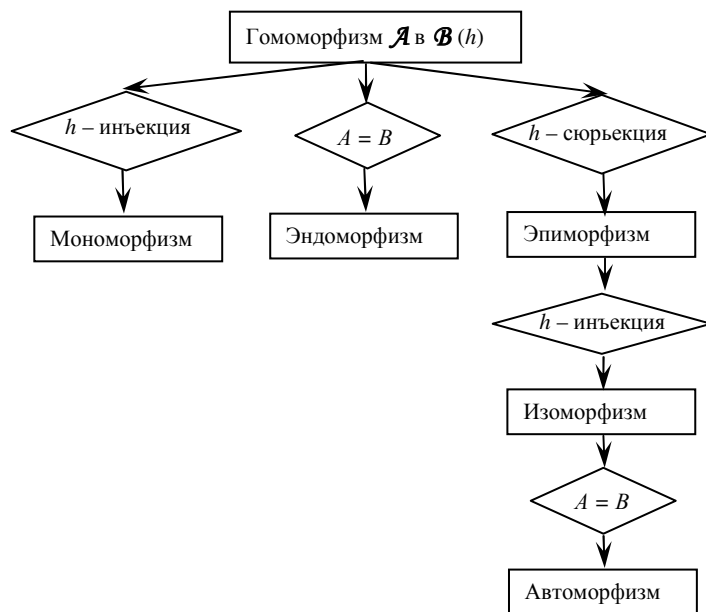 Гомоморфизм 𝓐 в 𝓑 (h)
h – инъекция
A = B
h – сюрьекция
Мономорфизм
Эндоморфизм
Эпиморфизм
h – инъекция
Изоморфизм
A = B
Автоморфизм